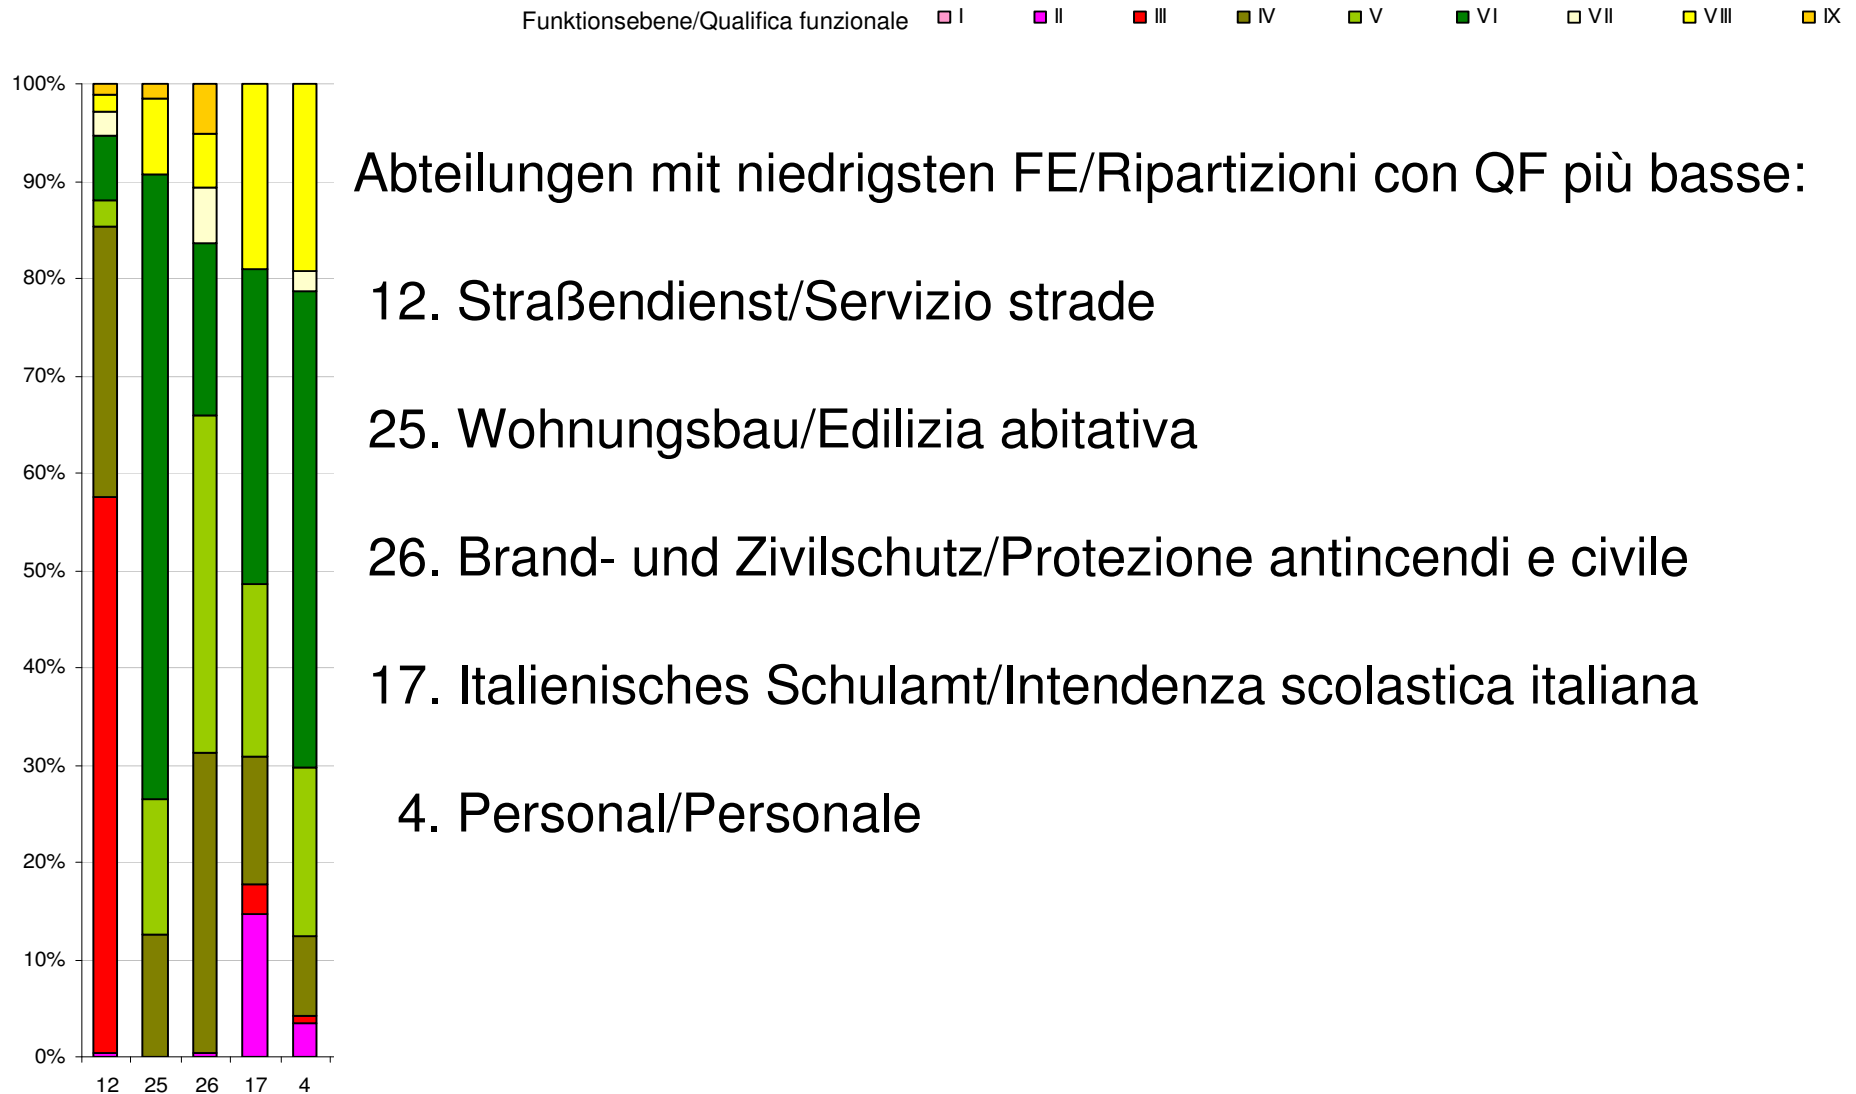 Funktionsebene/Qualifica funzionale I II III IV V VI VII VIII IX
100%
90%
80%
70%
60%
50%
40%
30%
20%
10%
0%
12 25 26 17 4
Abteilungen mit niedrigsten FE/Ripartizioni con QF più basse:
12. Straßendienst/Servizio strade
25. Wohnungsbau/Edilizia abitativa
26. Brand- und Zivilschutz/Protezione antincendi e civile
17. Italienisches Schulamt/Intendenza scolastica italiana
4. Personal/Personale